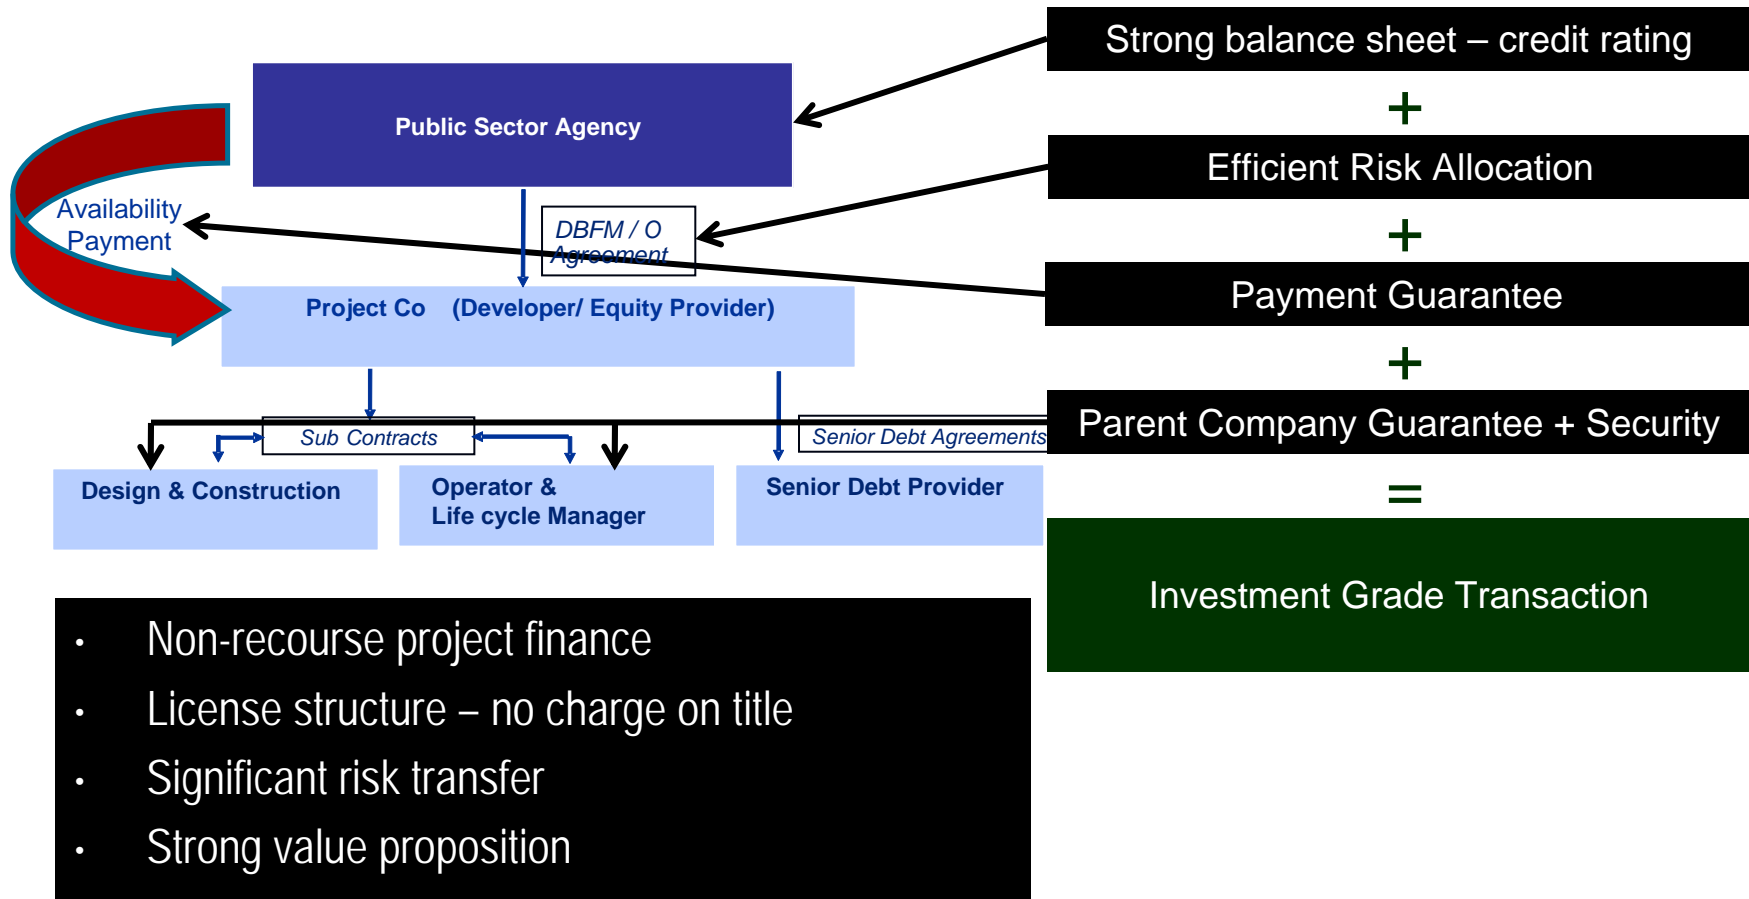 Strong balance sheet – credit rating
+
Public Sector Agency
Efficient Risk Allocation
+
Availability
Payment
DBFM / O
Agreement
Payment Guarantee
+
Project Co (Developer/ Equity Provider)
Parent Company Guarantee + Security
=
Sub Contracts
Senior Debt Agreements
Design & Construction
Operator &
Life cycle Manager
Senior Debt Provider
Investment Grade Transaction
• Non-recourse project finance
• License structure – no charge on title
• Significant risk transfer
• Strong value proposition